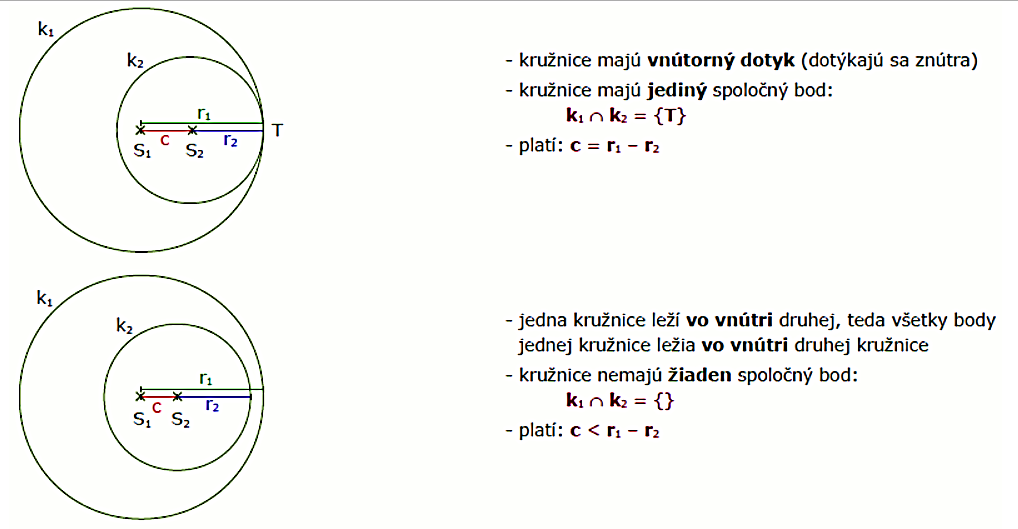 k₁
k₂
r₁
c
r₂
S₁
S₂
T
- kružnice majú vnútorný dotyk (dotýkajú sa znútra)
- kružnice majú jediný spoločný bod:
k₁ ∩ k₂ = {T}
- platí: c = r₁ – r₂
k₁
k₂
r₁
c
r₂
S₁
S₂
- jedna kružnice leží vo vnútri druhej, teda všetky body
jednej kružnice ležia vo vnútri druhej kružnice
- kružnice nemajú žiaden spoločný bod:
k₁ ∩ k₂ = {}
- platí: c < r₁ – r₂